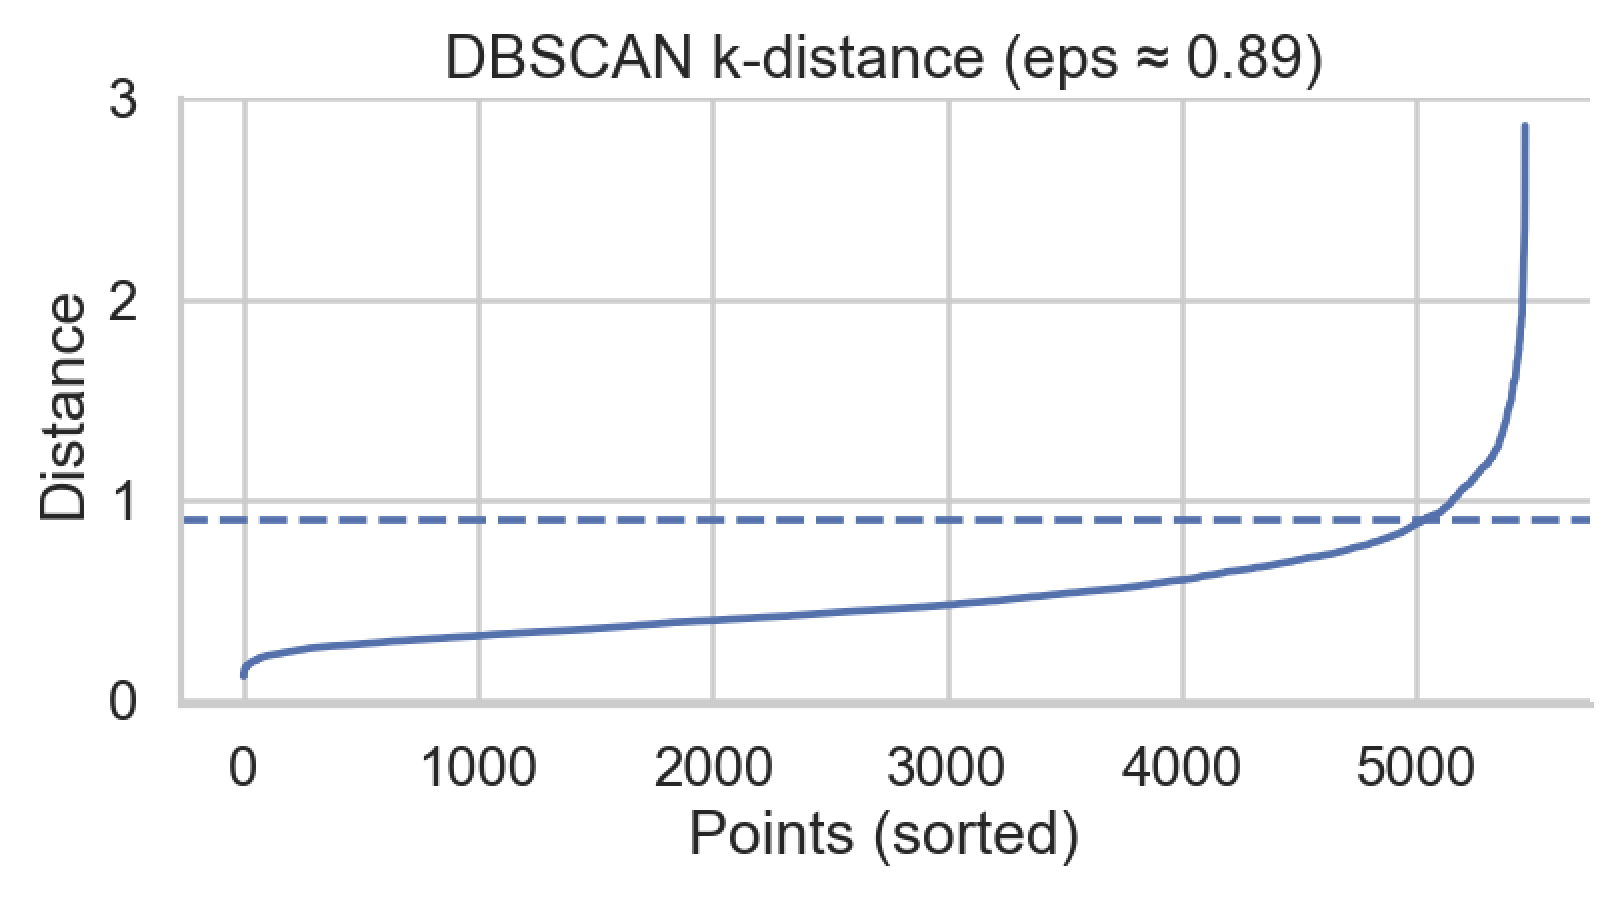 DBSCAN k-distance (eps ≈ 0.89)
3
2
1
0
Distance
0 1000 2000 3000 4000 5000
Points (sorted)